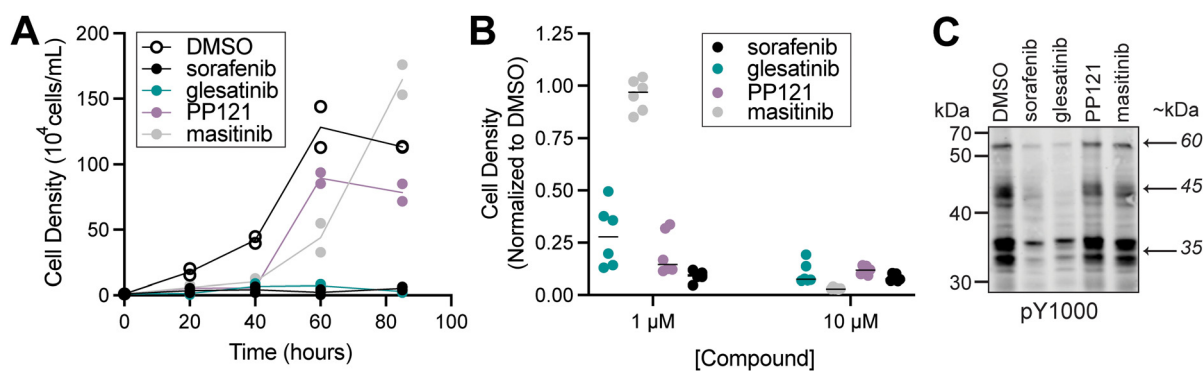 A
Cell Density (10⁴ cells/mL)
200
150
100
50
0
DMSO
sorafenib
glesatinib
PP121
masitinib
0 20 40 60 80 100
Time (hours)
B
Cell Density
(Normalized to DMSO)
1.25
1.00
0.75
0.50
0.25
0.00
sorafenib
glesatinib
PP121
masitinib
1 µM 10 µM
[Compound]
C
DMSO
sorafenib
glesatinib
PP121
masitinib
kDa
~kDa
70
50
40
30
60
45
35
pY1000